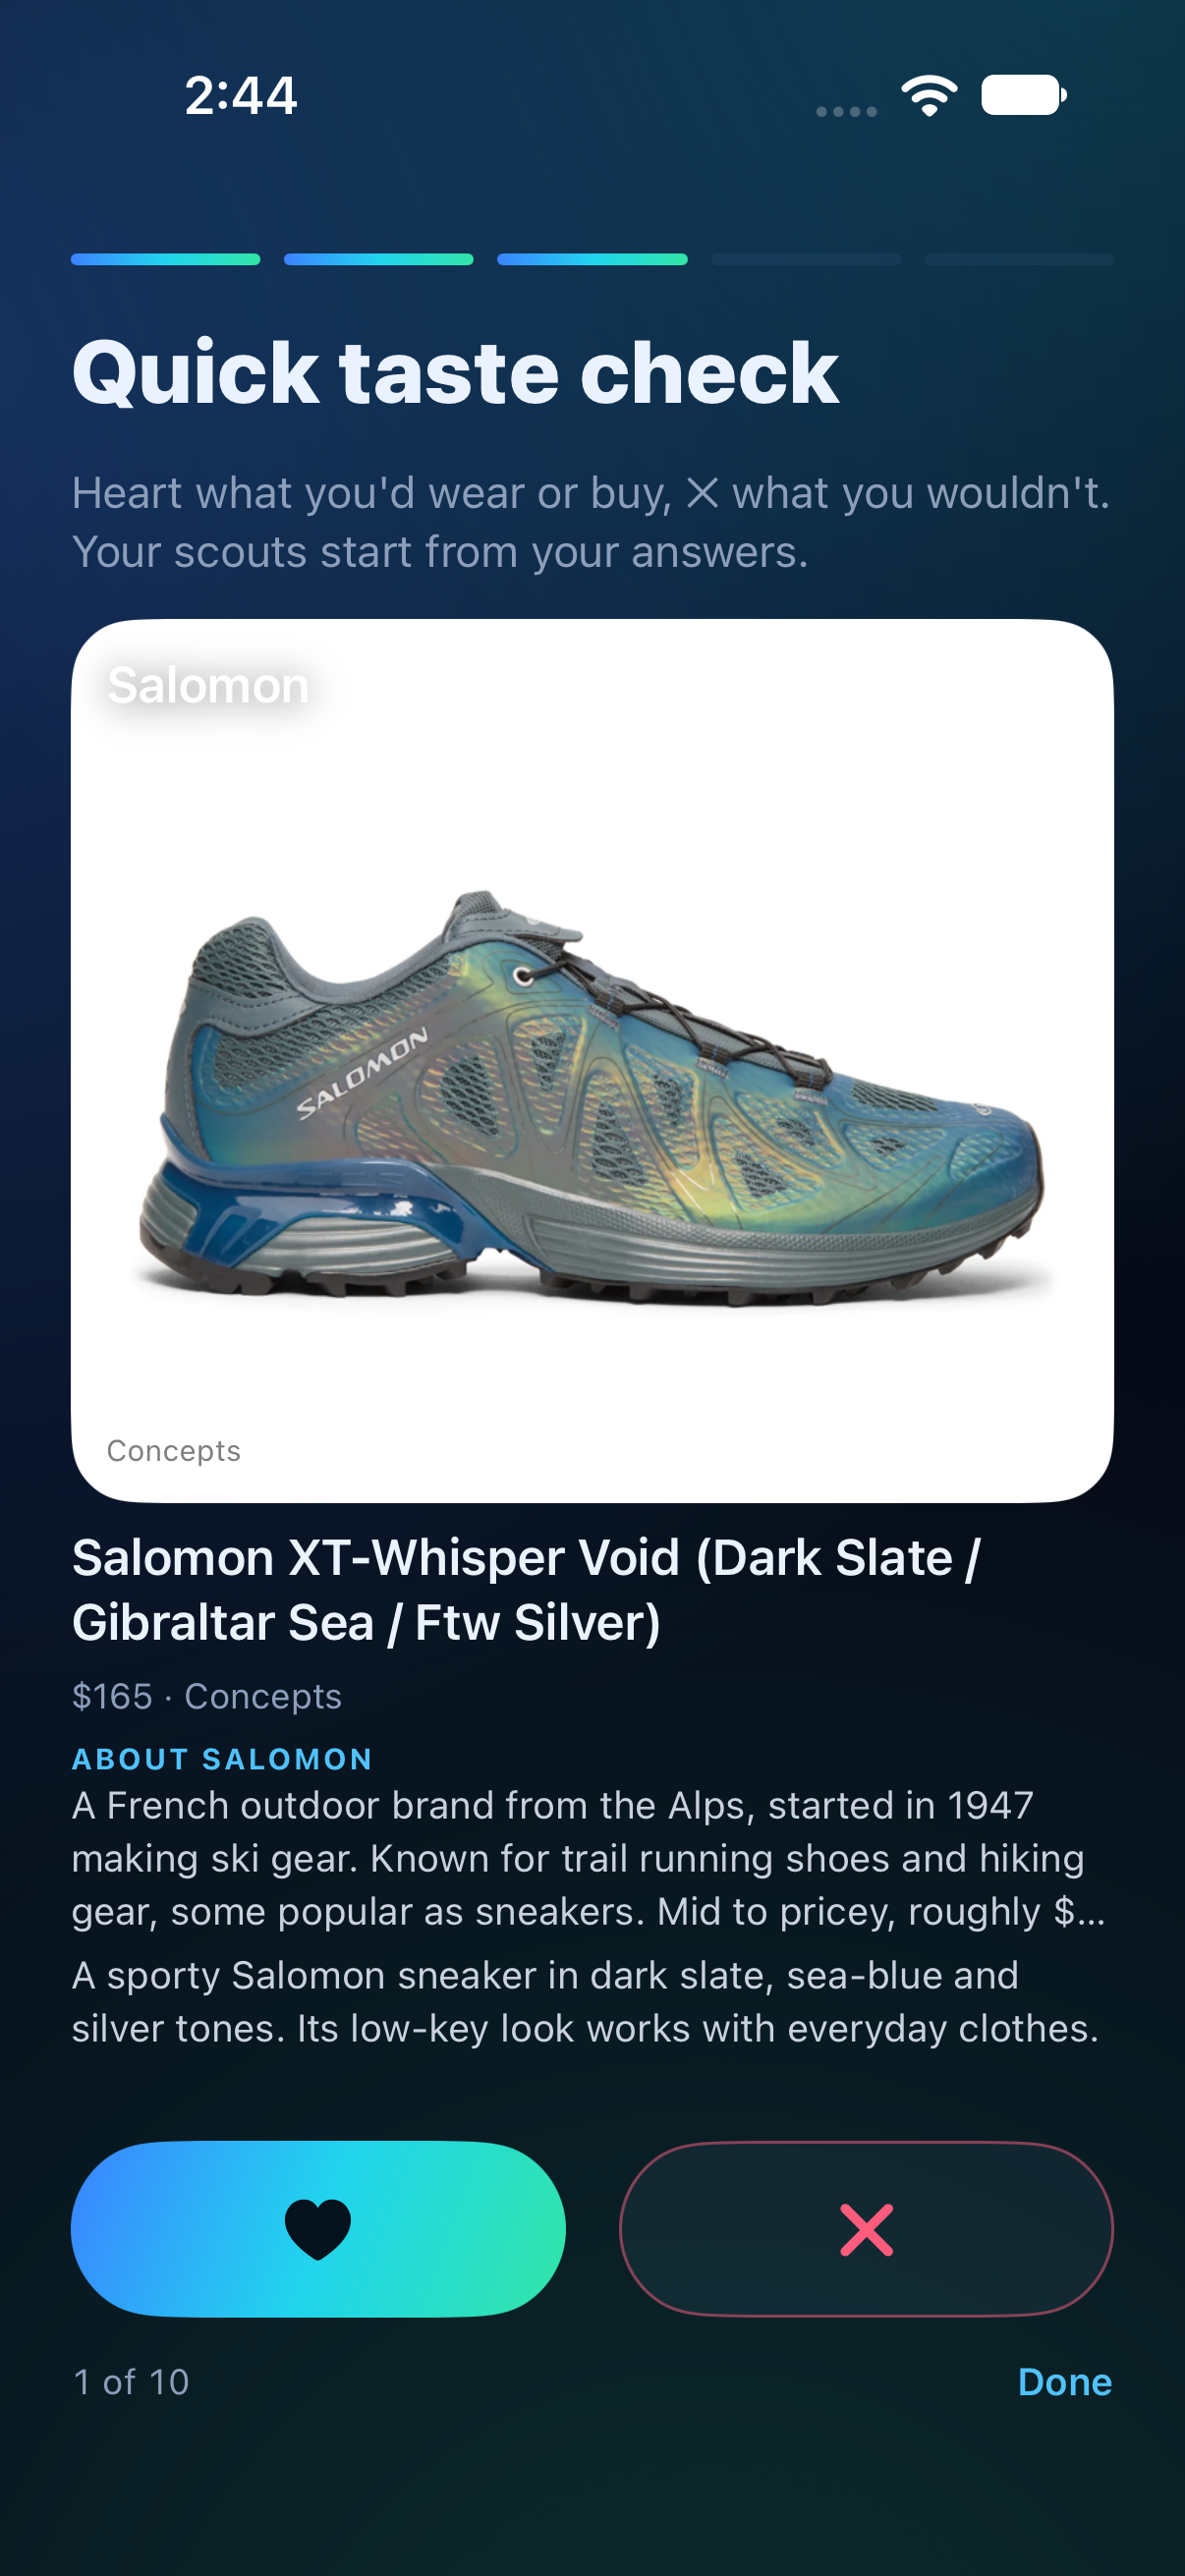 2:44
Quick taste check
Heart what you'd wear or buy, ✕ what you wouldn't.
Your scouts start from your answers.
Salomon
SALOMON
Concepts
Salomon XT-Whisper Void (Dark Slate /
Gibraltar Sea / Ftw Silver)
$165 · Concepts
ABOUT SALOMON
A French outdoor brand from the Alps, started in 1947
making ski gear. Known for trail running shoes and hiking
gear, some popular as sneakers. Mid to pricey, roughly $...
A sporty Salomon sneaker in dark slate, sea-blue and
silver tones. Its low-key look works with everyday clothes.
1 of 10
Done